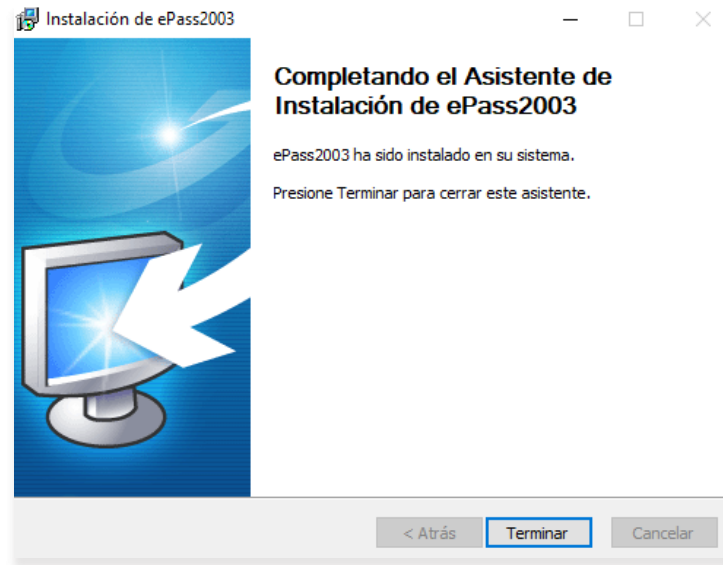 Instalación de ePass2003
Completando el Asistente de
Instalación de ePass2003
ePass2003 ha sido instalado en su sistema.
Presione Terminar para cerrar este asistente.
< Atrás
Terminar
Cancelar